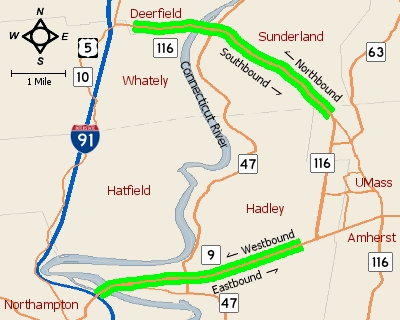 Deerfield
N
W E
S
1 Mile
5
10
116
Sunderland
63
Whately
Southbound →
← Northbound
Connecticut River
INTERSTATE
91
47
116
UMass
Hatfield
Hadley
9
← Westbound
Eastbound →
Amherst
116
Northampton
47